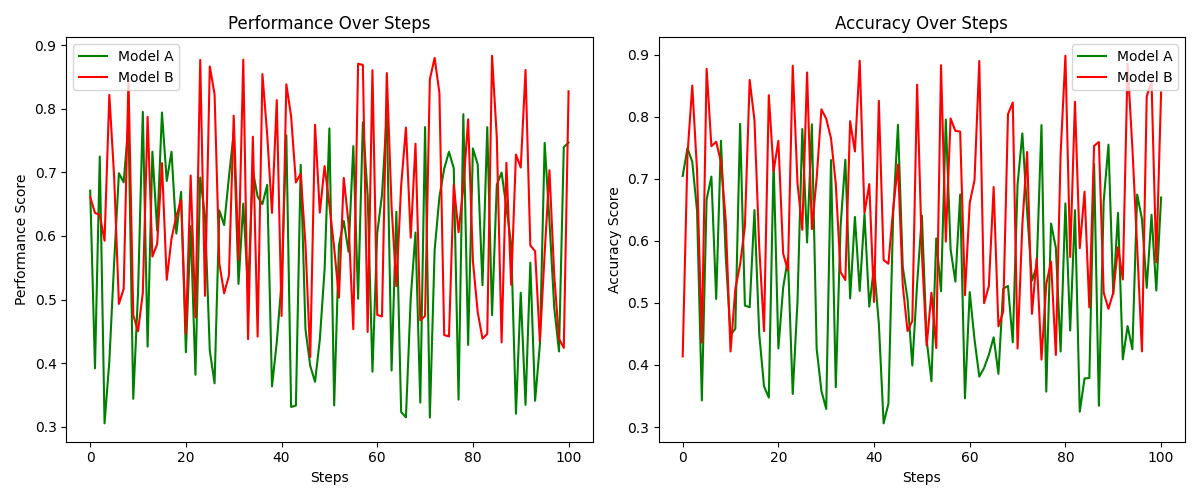 Performance Over Steps
Performance Score
0.9
0.8
0.7
0.6
0.5
0.4
0.3
Model A
Model B
0 20 40 60 80 100
Steps
Accuracy Over Steps
Accuracy Score
0.9
0.8
0.7
0.6
0.5
0.4
0.3
Model A
Model B
0 20 40 60 80 100
Steps